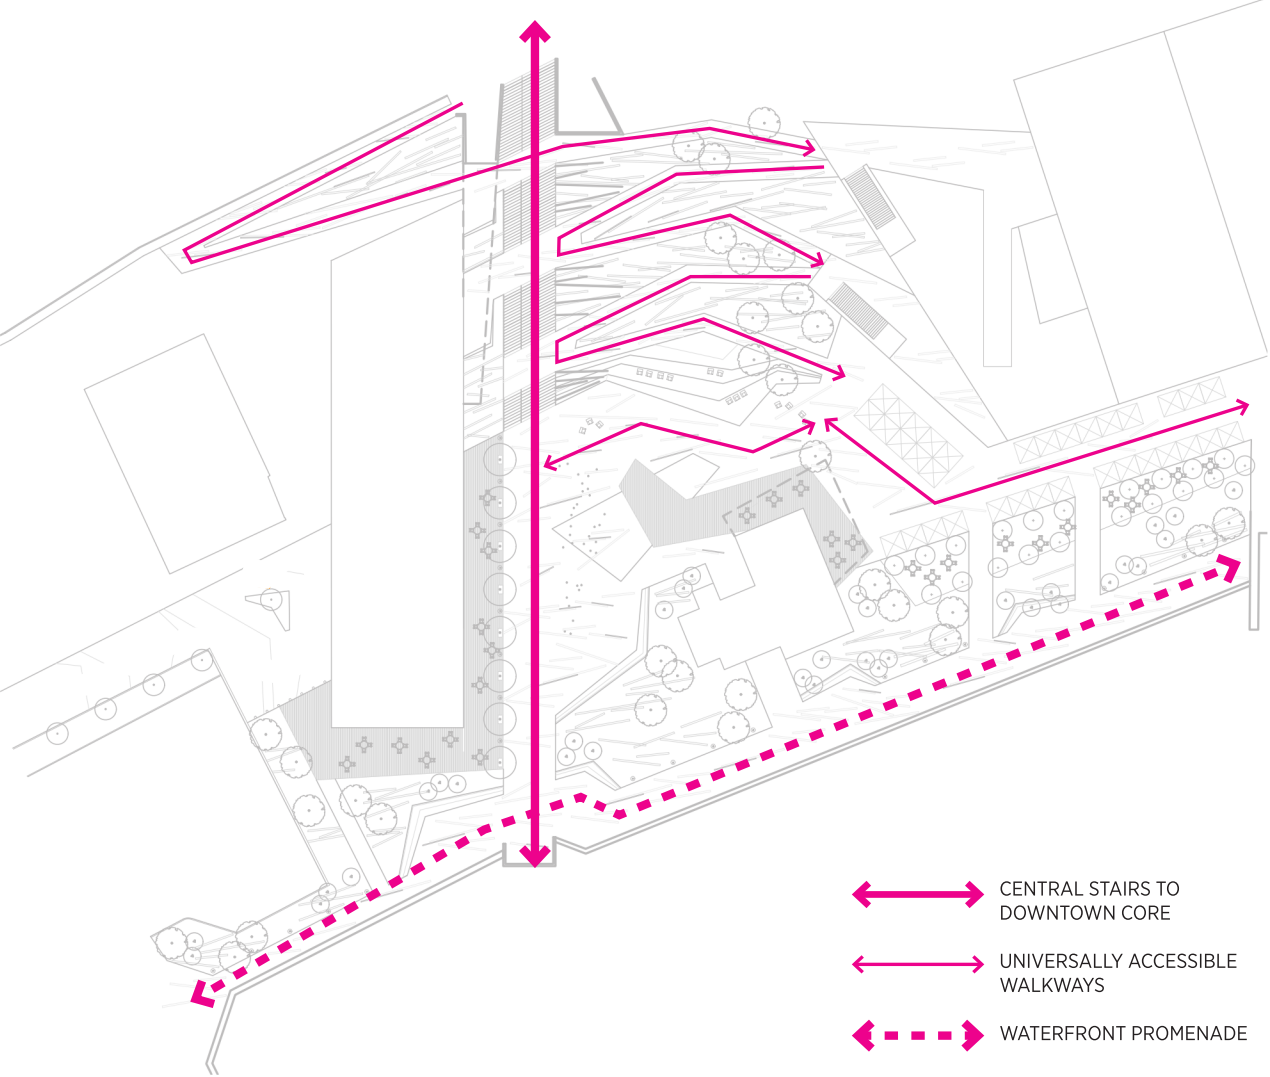 CENTRAL STAIRS TO
DOWNTOWN CORE
UNIVERSALLY ACCESSIBLE
WALKWAYS
WATERFRONT PROMENADE